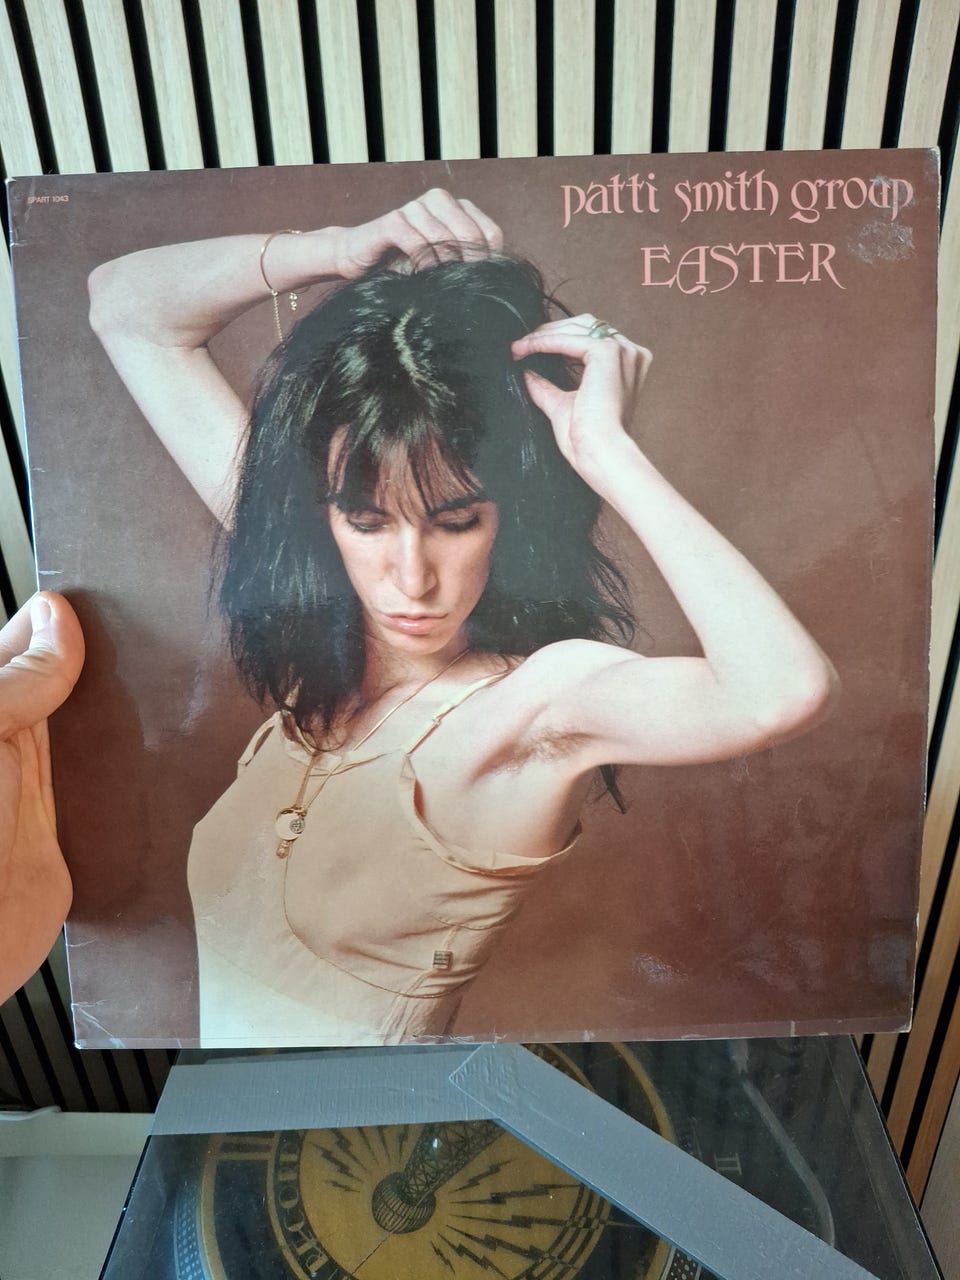 SPART 1043
patti smith group
EASTER